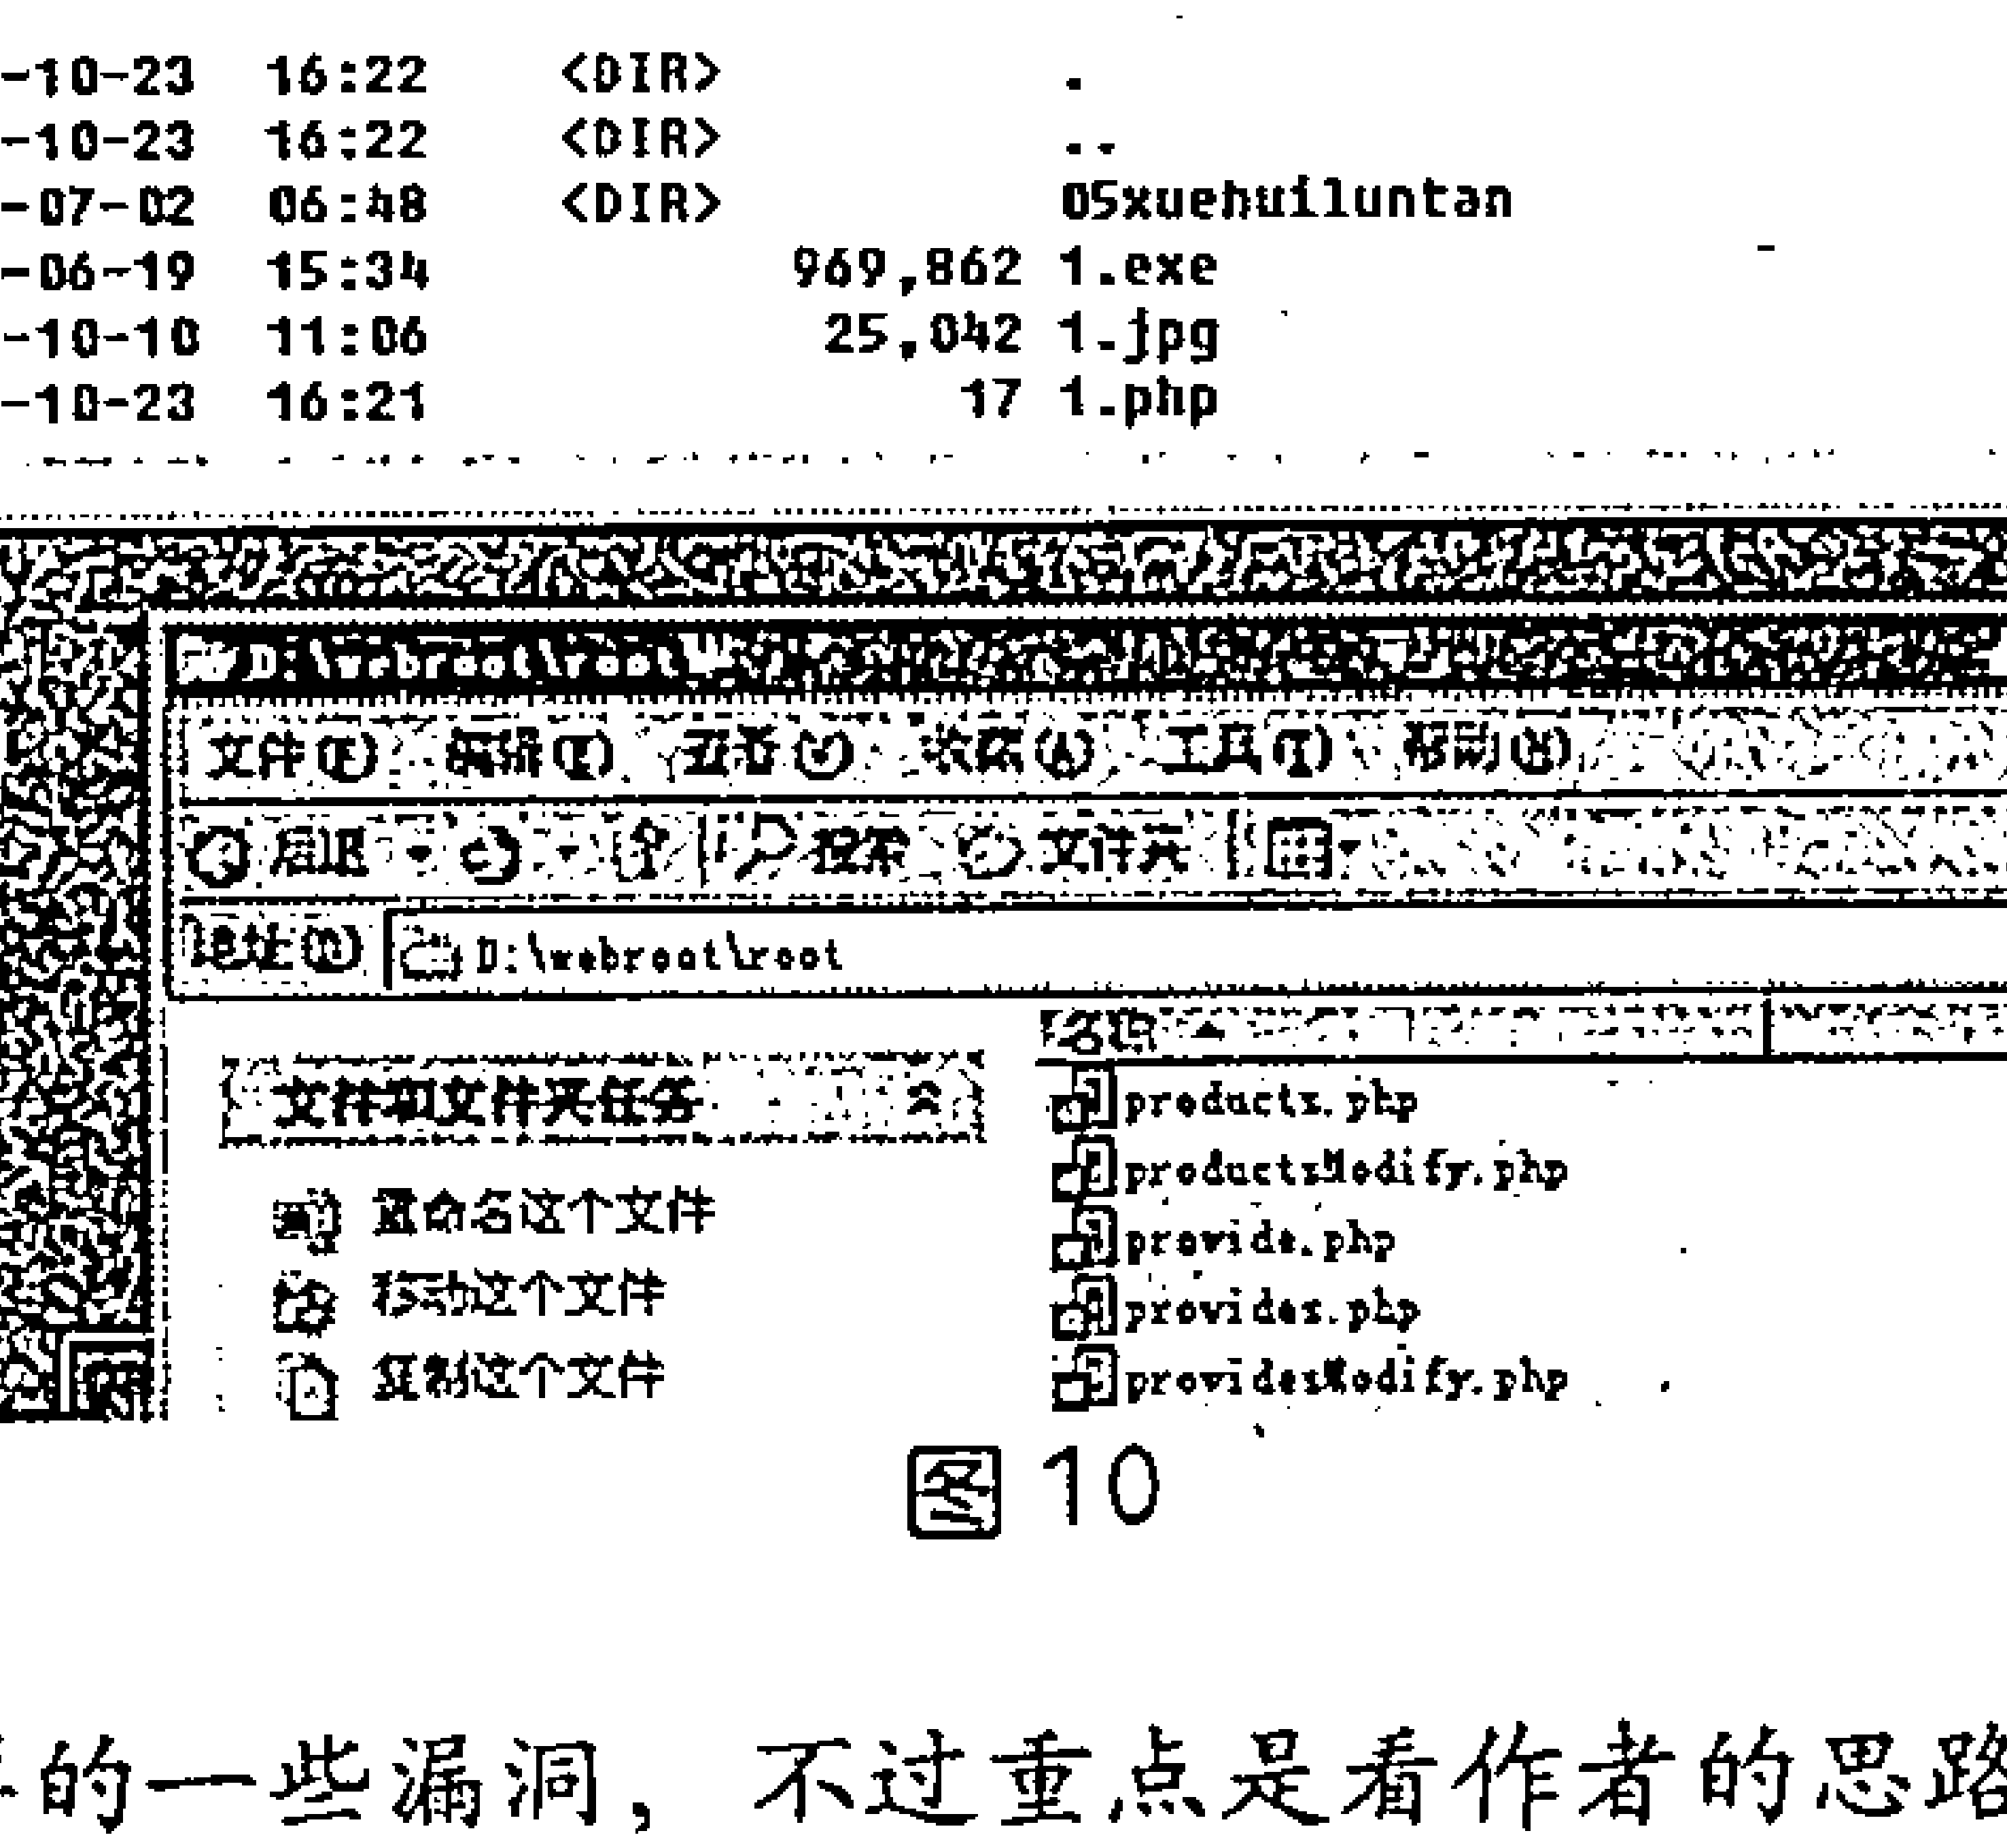 -10-23 16:22 <DIR> .
-10-23 16:22 <DIR> ..
-07-02 06:48 <DIR> 05xuehuiluntan
-06-19 15:34 969,862 1.exe
-10-10 11:06 25,042 1.jpg
-10-23 16:21 17 1.php
D:\webroot\root
文件(F) 编辑(E) 查看(V) 收藏(A) 工具(T) 帮助(H)
后退 搜索 文件夹
地址(D) D:\webroot\root
名称
文件和文件夹任务
products.php
productsModify.php
重命名这个文件
provide.php
移动这个文件
provides.php
复制这个文件
providesModify.php
图 10
的一些漏洞，不过重点是看作者的思路